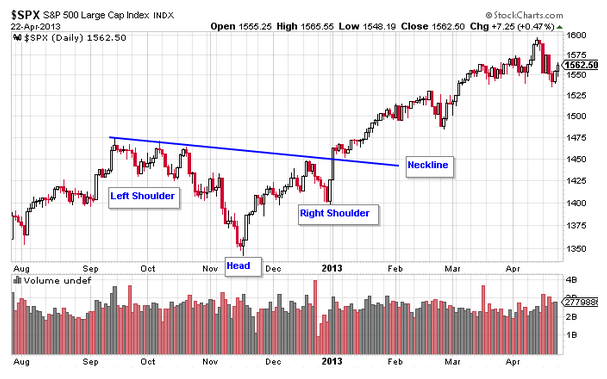 $SPX S&P 500 Large Cap Index INDX © StockCharts.com
22-Apr-2013 Open 1555.25 High 1565.55 Low 1548.19 Close 1562.50 Chg +7.25 (+0.47%)
$SPX (Daily) 1562.50
1600
1575
1562.50
1550
1525
1500
1475
1450
Neckline
1425
Left Shoulder
1400
Right Shoulder
1375
1350
Head
Aug Sep Oct Nov Dec 2013 Feb Mar Apr
Volume undef
4B
3B
2779885
2B
1B
Aug Sep Oct Nov Dec 2013 Feb Mar Apr